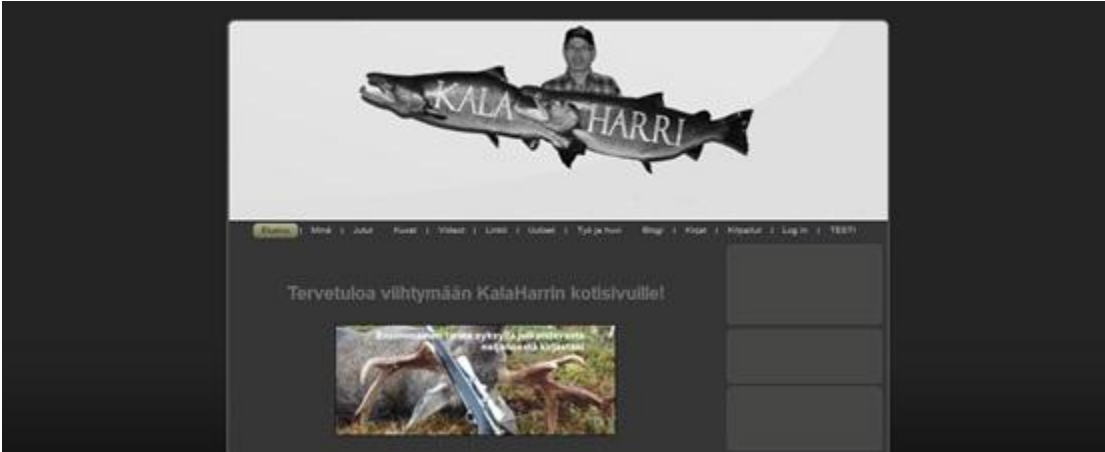 KALA HARRI
Etusivu | Minä | Jutut Kuvat | Videot | Linkit | Uutiset | Työ ja huvi Blogi | Kirjat | Kirjailut | Log in | TESTI
Tervetuloa viihtymään KalaHarrin kotisivuille!